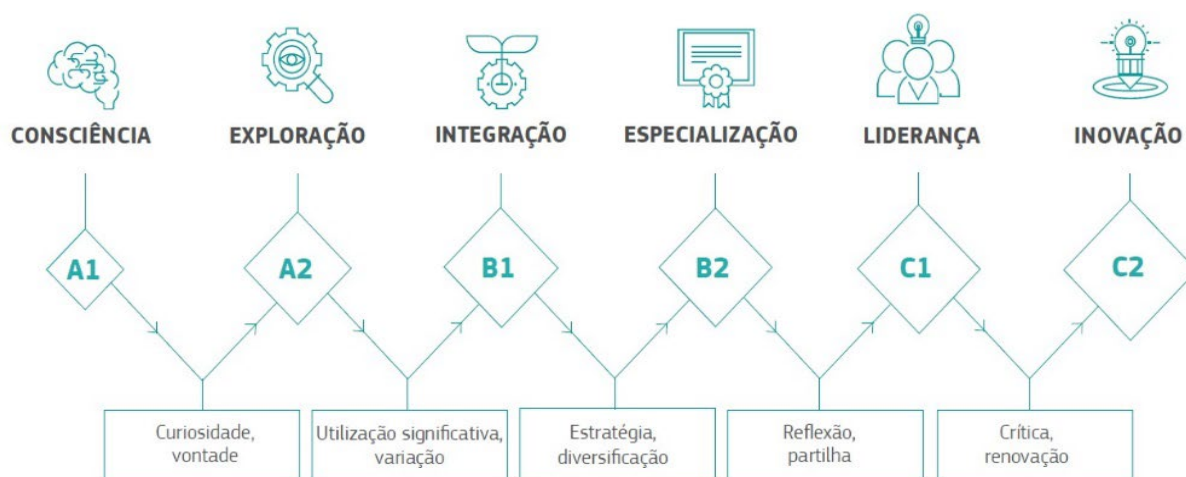 CONSCIÊNCIA
EXPLORAÇÃO
INTEGRAÇÃO
ESPECIALIZAÇÃO
LIDERANÇA
INOVAÇÃO
A1
A2
B1
B2
C1
C2
Curiosidade,
vontade
Utilização significativa,
variação
Estratégia,
diversificação
Reflexão,
partilha
Crítica,
renovação